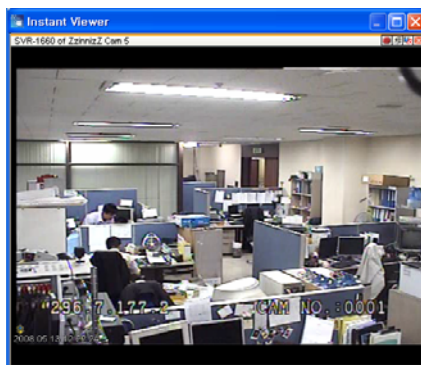 Instant Viewer
SVR-1660 of ZzinnizZ Cam 5
296.7.177.2 CAM NO.:0001